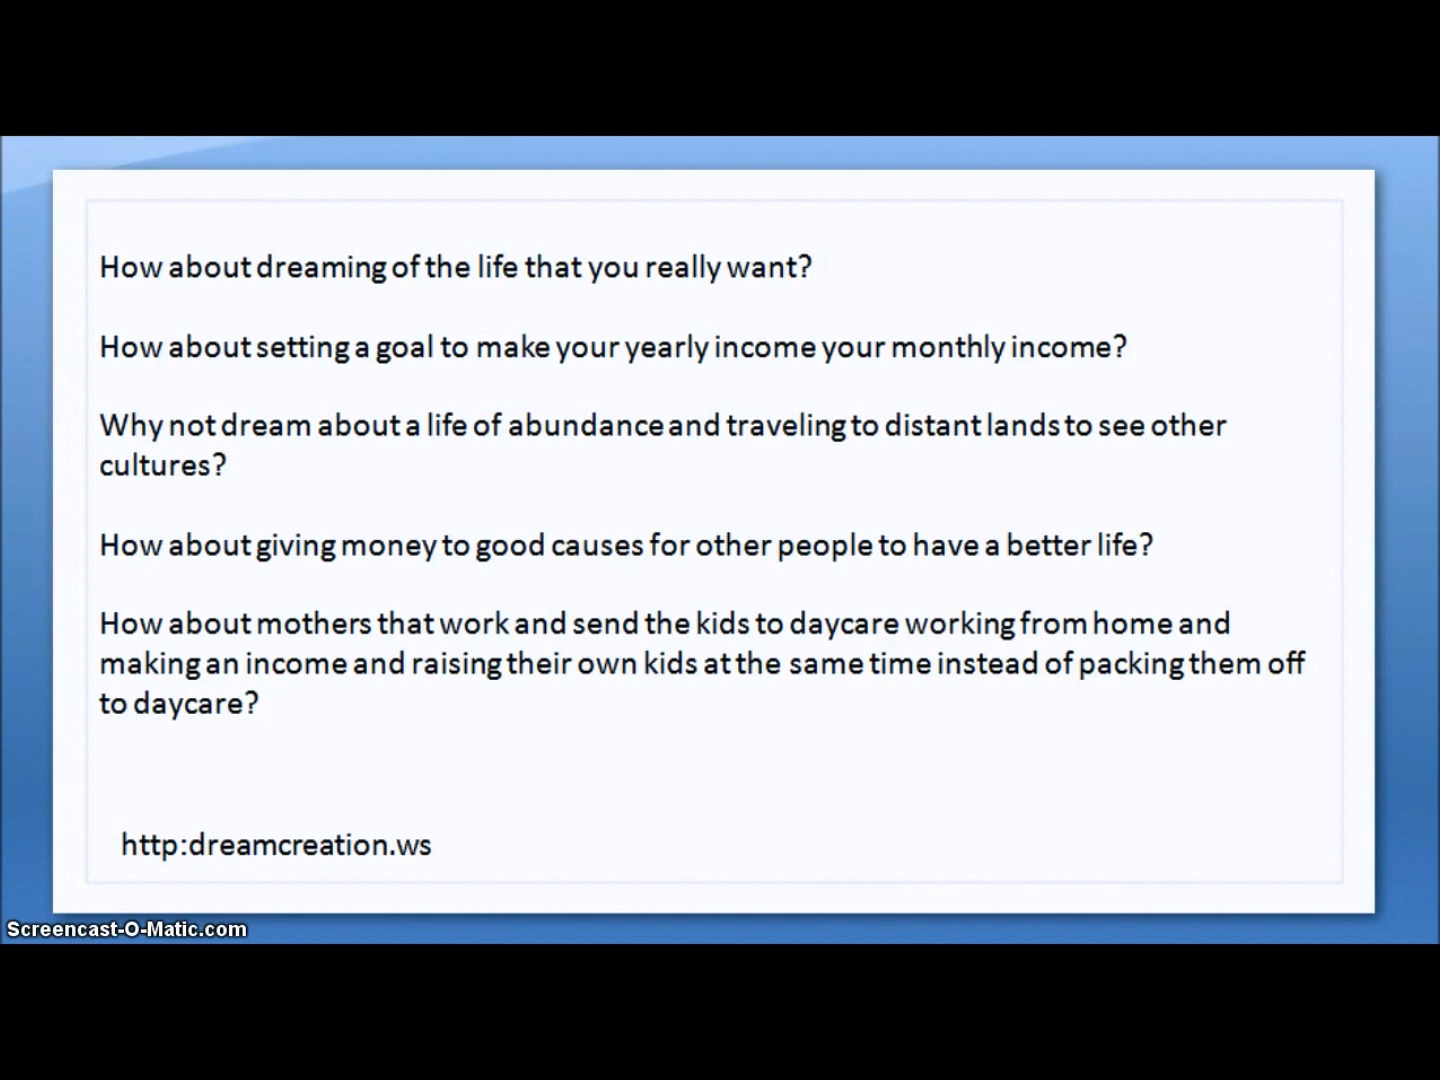 How about dreaming of the life that you really want?
How about setting a goal to make your yearly income your monthly income?
Why not dream about a life of abundance and traveling to distant lands to see other
cultures?
How about giving money to good causes for other people to have a better life?
How about mothers that work and send the kids to daycare working from home and
making an income and raising their own kids at the same time instead of packing them off
to daycare?
http:dreamcreation.ws
Screencast-O-Matic.com